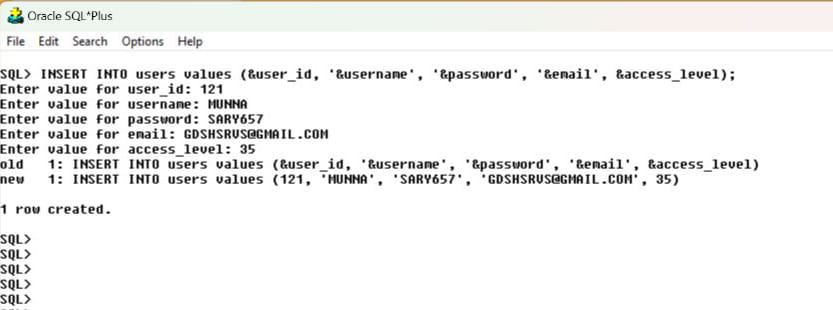 Oracle SQL*Plus
File Edit Search Options Help
SQL> INSERT INTO users values (&user_id, '&username', '&password', '&email', &access_level);
Enter value for user_id: 121
Enter value for username: MUNNA
Enter value for password: SARY657
Enter value for email: GDSHSRVS@GMAIL.COM
Enter value for access_level: 35
old 1: INSERT INTO users values (&user_id, '&username', '&password', '&email', &access_level)
new 1: INSERT INTO users values (121, 'MUNNA', 'SARY657', 'GDSHSRVS@GMAIL.COM', 35)
1 row created.
SQL>
SQL>
SQL>
SQL>
SQL>